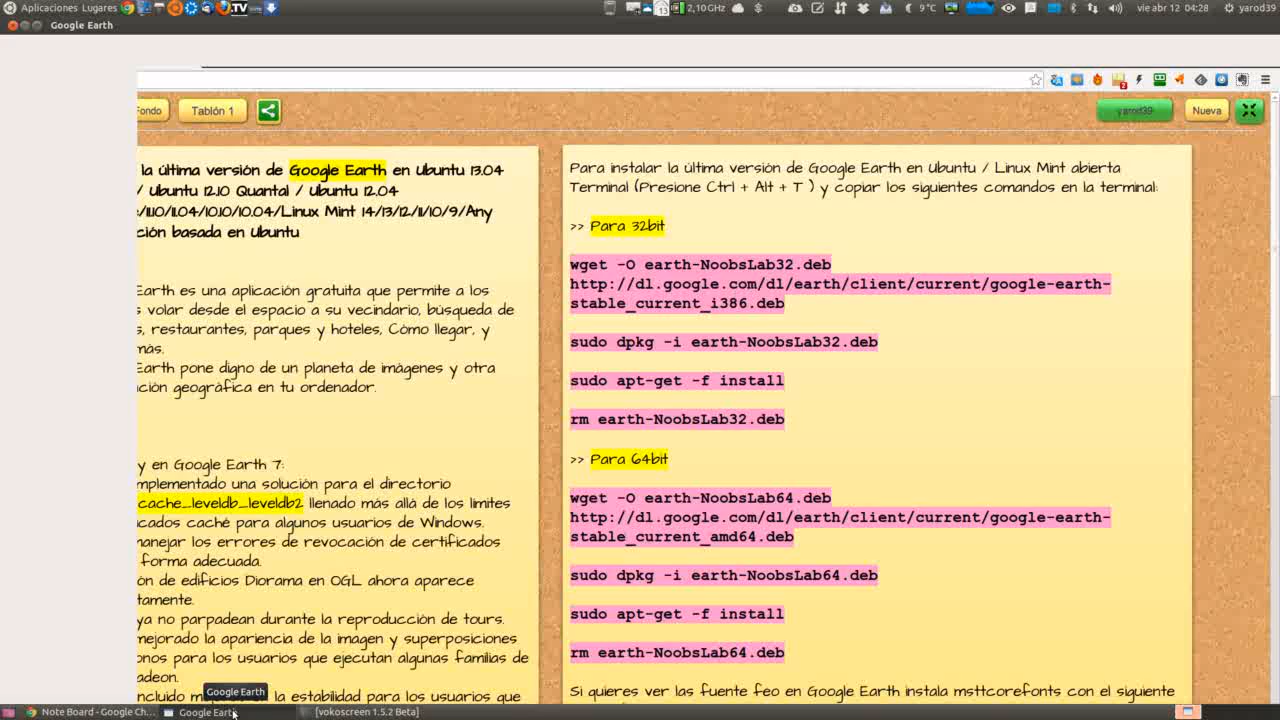 Aplicaciones Lugares
TV
13
2,10GHz
9°C
vie abr 12 04:28
yarod39
Google Earth
2
Fondo
Tablón 1
yarod39
Nueva
la última versión de Google Earth en Ubuntu 13.04
/ Ubuntu 12.10 Quantal / Ubuntu 12.04
/11.10/11.04/10.10/10.04/Linux Mint 14/13/12/11/10/9/Any
ción basada en Ubuntu
Earth es una aplicación gratuita que permite a los
s volar desde el espacio a su vecindario, búsqueda de
s, restaurantes, parques y hoteles, Cómo llegar, y
más.
Earth pone digno de un planeta de imágenes y otra
ción geográfica en tu ordenador.
y en Google Earth 7:
mplementado una solución para el directorio
cache_leveldb_leveldb2 llenado más allá de los límites
icados caché para algunos usuarios de Windows.
manejar los errores de revocación de certificados
forma adecuada.
ón de edificios Diorama en OGL ahora aparece
tamente.
ya no parpadean durante la reproducción de tours.
mejorado la apariencia de la imagen y superposiciones
onos para los usuarios que ejecutan algunas familias de
adeon.
ncluido m la estabilidad para los usuarios que
Para instalar la última versión de Google Earth en Ubuntu / Linux Mint abierta
Terminal (Presione Ctrl + Alt + T ) y copiar los siguientes comandos en la terminal:
>> Para 32bit
wget -O earth-NoobsLab32.deb
http://dl.google.com/dl/earth/client/current/google-earth-
stable_current_i386.deb
sudo dpkg -i earth-NoobsLab32.deb
sudo apt-get -f install
rm earth-NoobsLab32.deb
>> Para 64bit
wget -O earth-NoobsLab64.deb
http://dl.google.com/dl/earth/client/current/google-earth-
stable_current_amd64.deb
sudo dpkg -i earth-NoobsLab64.deb
sudo apt-get -f install
rm earth-NoobsLab64.deb
Si quieres ver las fuente feo en Google Earth instala msttcorefonts con el siguiente
Google Earth
Note Board - Google Ch...
Google Earth
[vokoscreen 1.5.2 Beta]